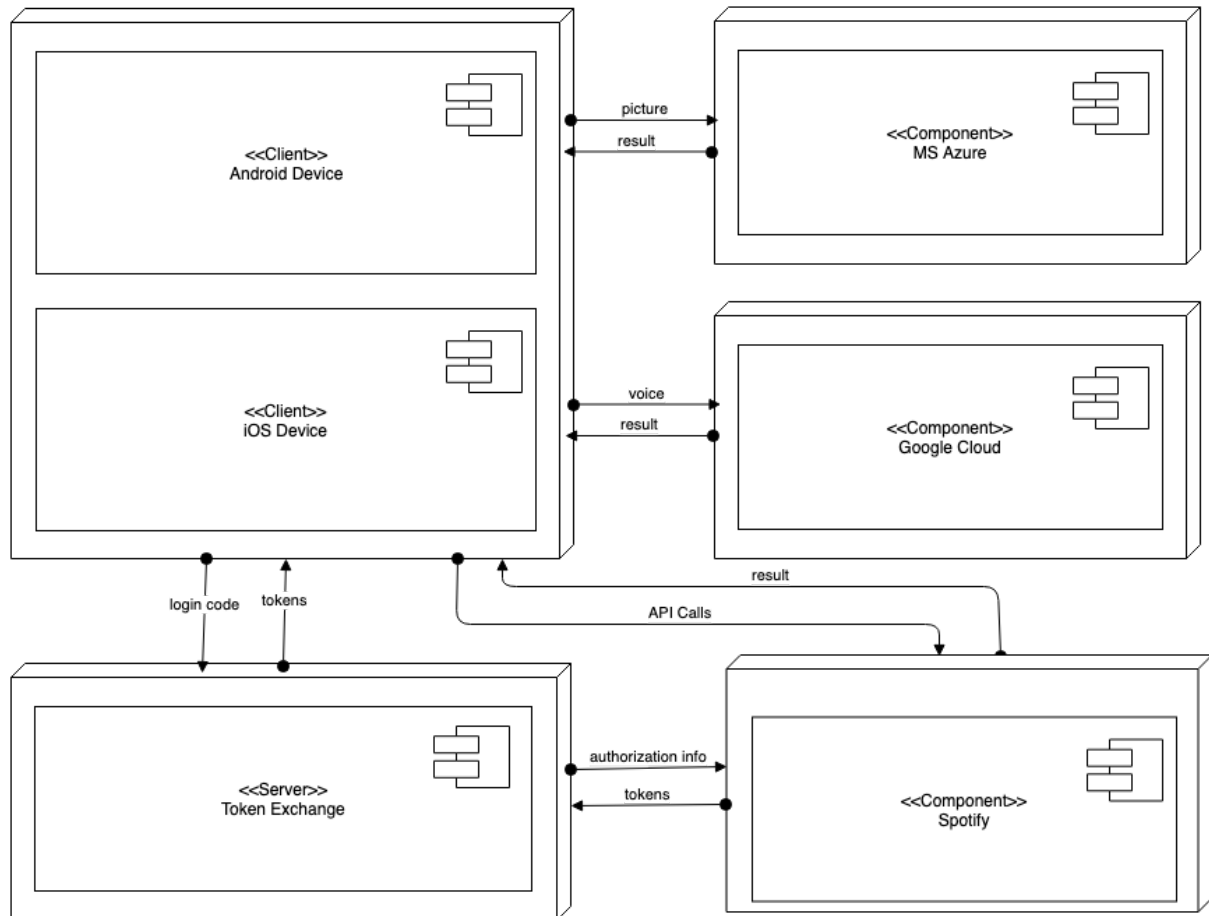 <<Client>>
Android Device
picture
result
<<Component>>
MS Azure
<<Client>>
iOS Device
voice
result
<<Component>>
Google Cloud
login code
tokens
API Calls
result
<<Server>>
Token Exchange
authorization info
tokens
<<Component>>
Spotify